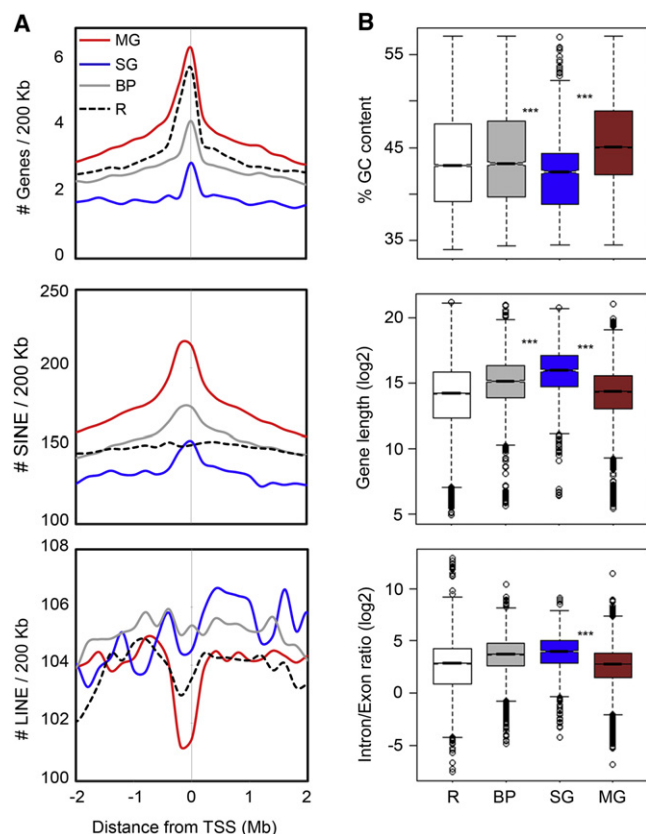 A
# Genes / 200 Kb
6
4
2
0
MG
SG
BP
R
# SINE / 200 Kb
250
200
150
100
# LINE / 200 Kb
108
106
104
102
100
-2 -1 0 1 2
Distance from TSS (Mb)
B
% GC content
55
45
35
*** ***
Gene length (log2)
20
15
10
5
*** ***
Intron/Exon ratio (log2)
10
5
0
-5
***
R BP SG MG